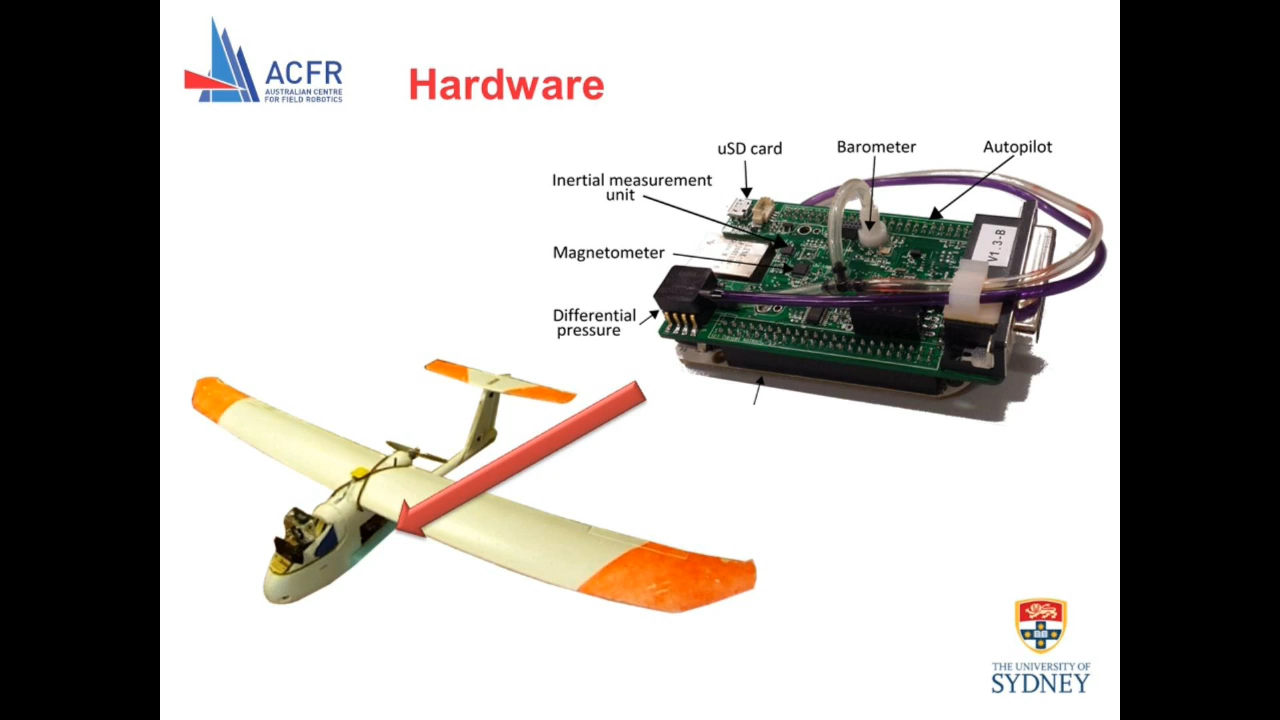 ACFR
AUSTRALIAN CENTRE
FOR FIELD ROBOTICS
Hardware
uSD card
Barometer
Autopilot
Inertial measurement
unit
Magnetometer
Differential
pressure
V1.3-B
THE UNIVERSITY OF
SYDNEY